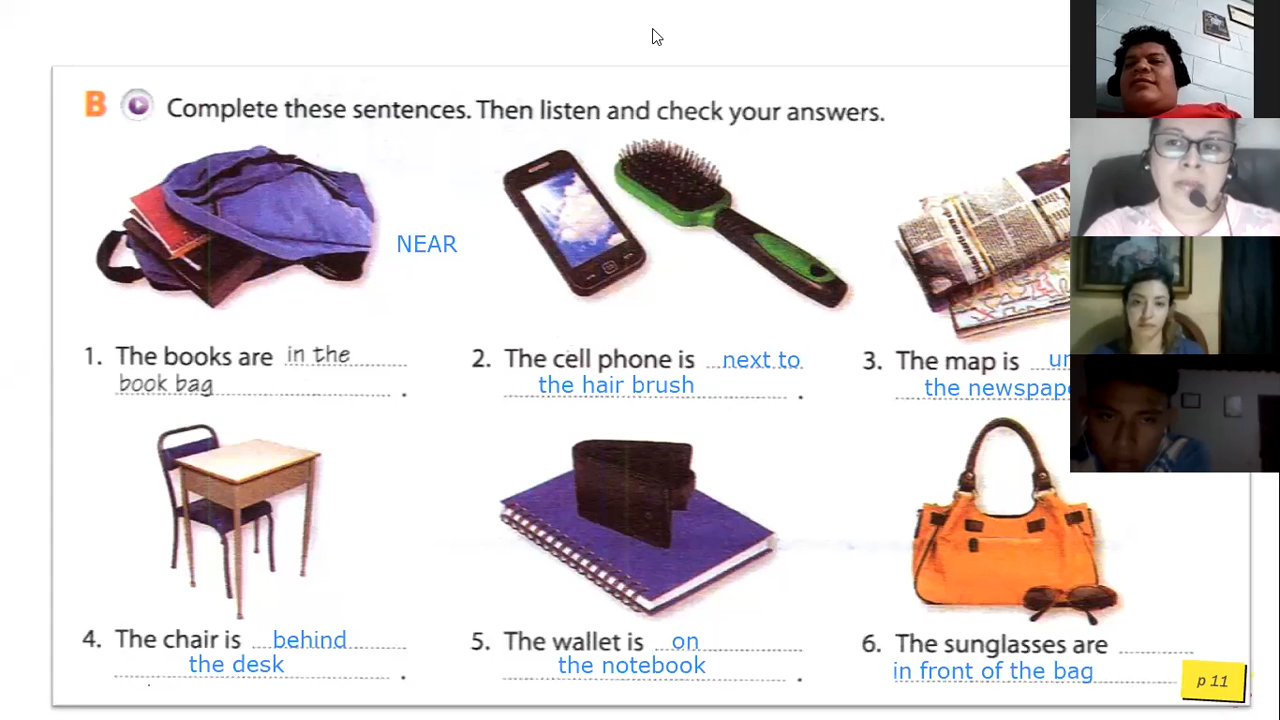 B Complete these sentences. Then listen and check your answers.
NEAR
1. The books are in the
book bag.
2. The cell phone is next to
the hair brush.
3. The map is
the
4. The chair is behind
the desk.
5. The wallet is on
the notebook.
6. The sunglasses are
in front of the bag
p 11